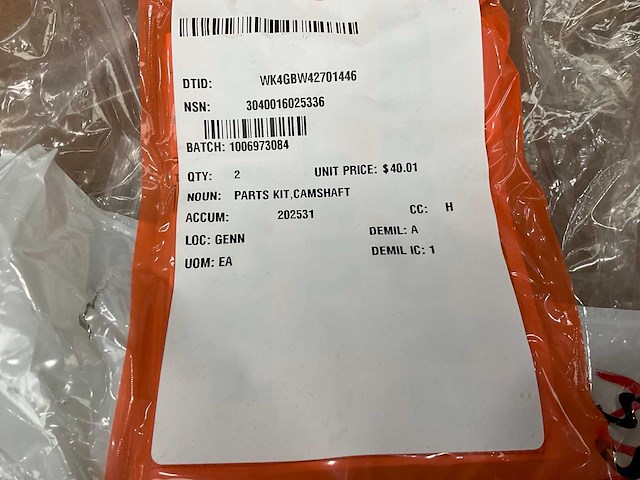 DTID: WK4GBW42701446
NSN: 3040016025336
BATCH: 1006973084
QTY: 2 UNIT PRICE: $40.01
NOUN: PARTS KIT,CAMSHAFT
ACCUM: 202531 CC: H
LOC: GENN DEMIL: A
UOM: EA DEMIL IC: 1